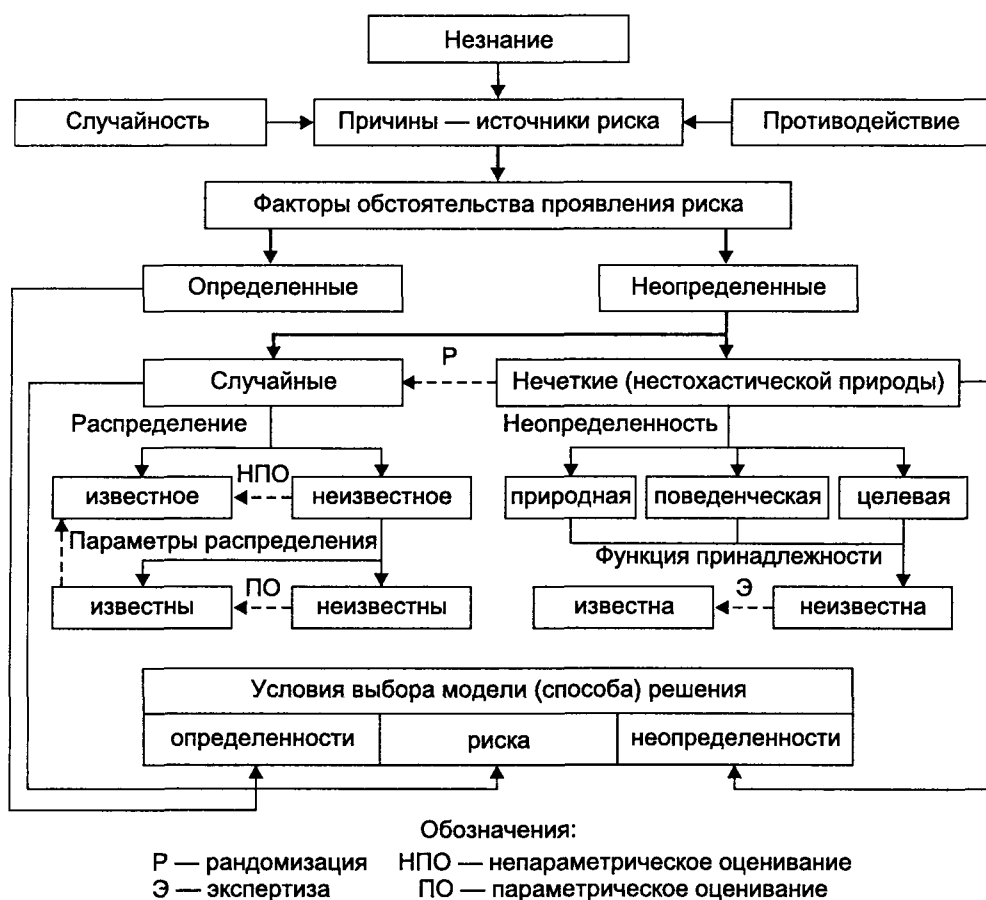 Незнание
Случайность
Причины — источники риска
Противодействие
Факторы обстоятельства проявления риска
Определенные
Неопределенные
Р
Случайные
Нечеткие (нестохастической природы)
Распределение
Неопределенность
известное
НПО
неизвестное
природная
поведенческая
целевая
Параметры распределения
Функция принадлежности
известны
ПО
неизвестны
известна
Э
неизвестна
Условия выбора модели (способа) решения
определенности
риска
неопределенности
Обозначения:
Р — рандомизация
НПО — непараметрическое оценивание
Э — экспертиза
ПО — параметрическое оценивание